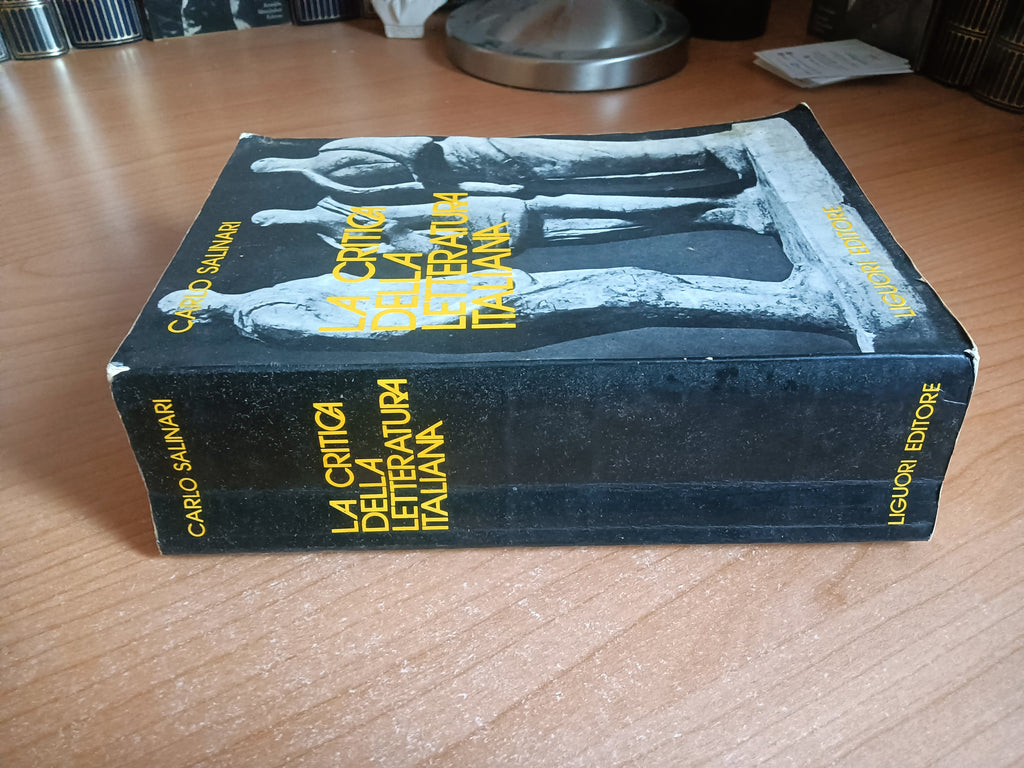 CARLO SALINARI
LA CRITICA
DELLA
LETTERATURA
ITALIANA
LIGUORI EDITORE
CARLO SALINARI
LA CRITICA
DELLA
LETTERATURA
ITALIANA
LIGUORI EDITORE